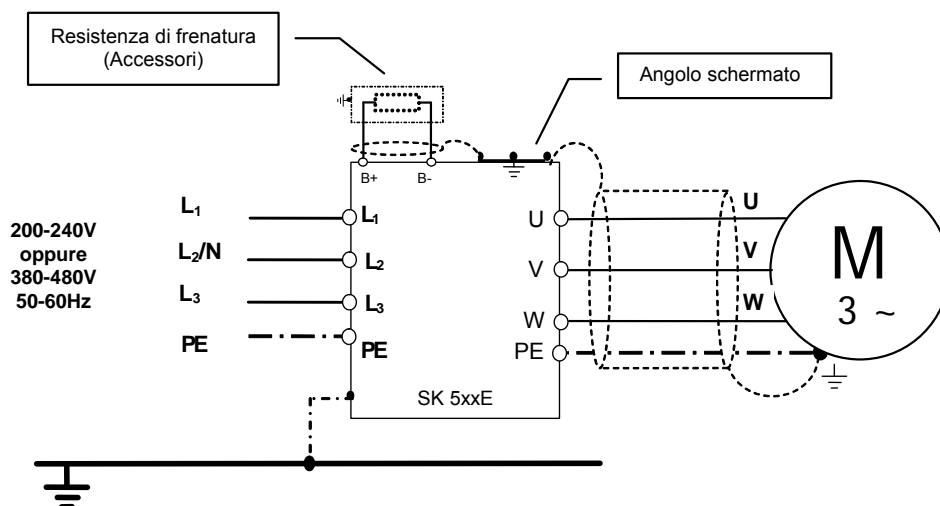 Resistenza di frenatura
(Accessori)
Angolo schermato
B+
B-
L₁
L₁
U
U
200-240V
oppure
380-480V
50-60Hz
L₂/N
L₂
V
V
L₃
L₃
W
W
PE
PE
PE
M
3 ~
SK 5xxE